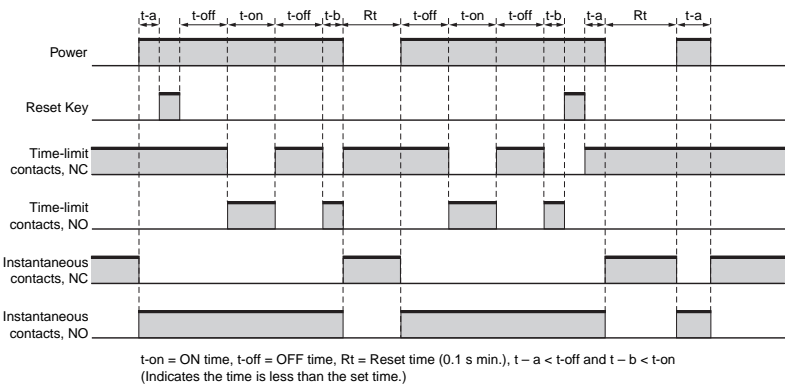 t-a t-off t-on t-off t-b Rt t-off t-on t-off t-b t-a Rt t-a
Power
Reset Key
Time-limit
contacts, NC
Time-limit
contacts, NO
Instantaneous
contacts, NC
Instantaneous
contacts, NO
t-on = ON time, t-off = OFF time, Rt = Reset time (0.1 s min.), t – a < t-off and t – b < t-on
(Indicates the time is less than the set time.)